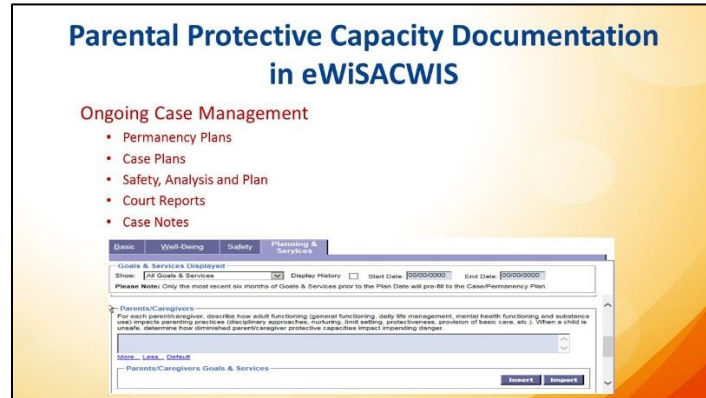 Parental Protective Capacity Documentation
in eWiSACWIS
Ongoing Case Management
• Permanency Plans
• Case Plans
• Safety, Analysis and Plan
• Court Reports
• Case Notes
Basic Well-Being Safety Planning & Services
Goals & Services Displayed
Show: All Goals & Services Display History Start Date: 00/00/0000 End Date: 00/00/0000
Please Note: Only the most recent six months of Goals & Services prior to the Plan Date will pre-fill to the Case/Permanency Plan
Parents/Caregivers
For each parent/caregiver, describe how adult functioning (general functioning, daily life management, mental health functioning and substance
use) impacts parenting practices (disciplinary approaches, nurturing, limit setting, protectiveness, provision of basic care, etc.). When a child is
unsafe, determine how diminished parent/caregiver protective capacities impact impending danger.
More... Less... Default
Parents/Caregivers Goals & Services
Insert Import